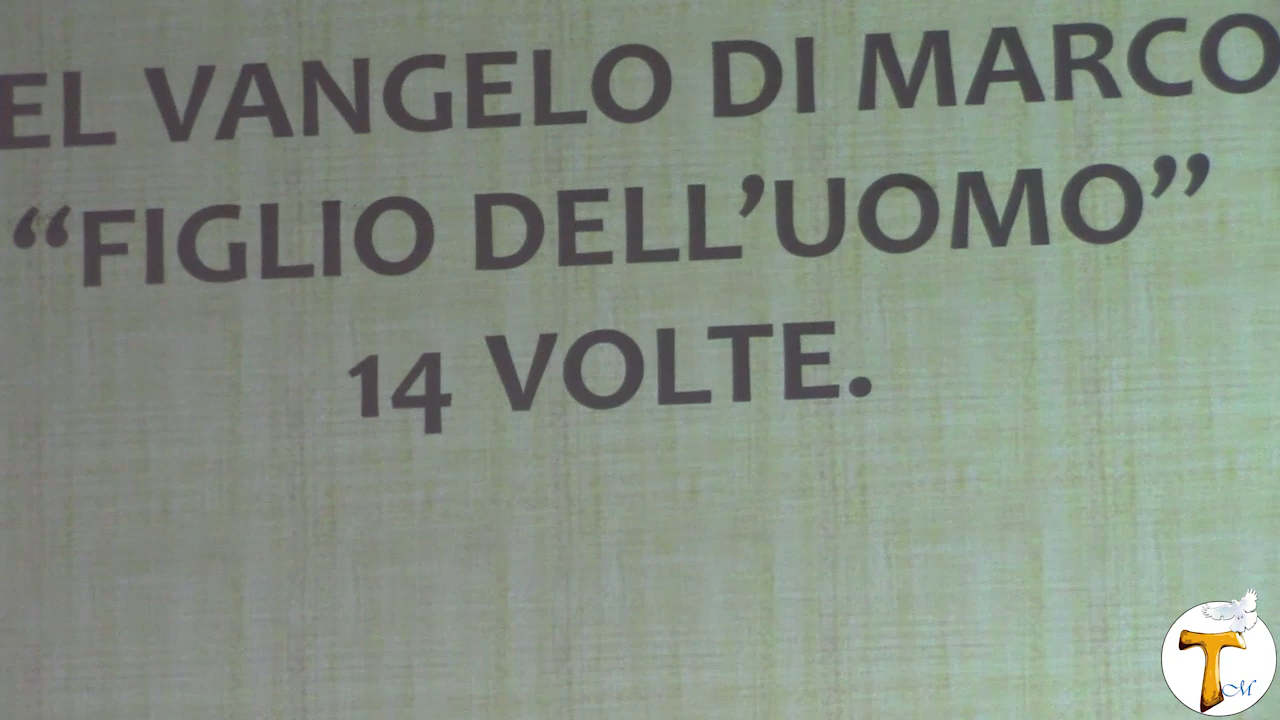 EL VANGELO DI MARCO
“FIGLIO DELL’UOMO”
14 VOLTE.
M